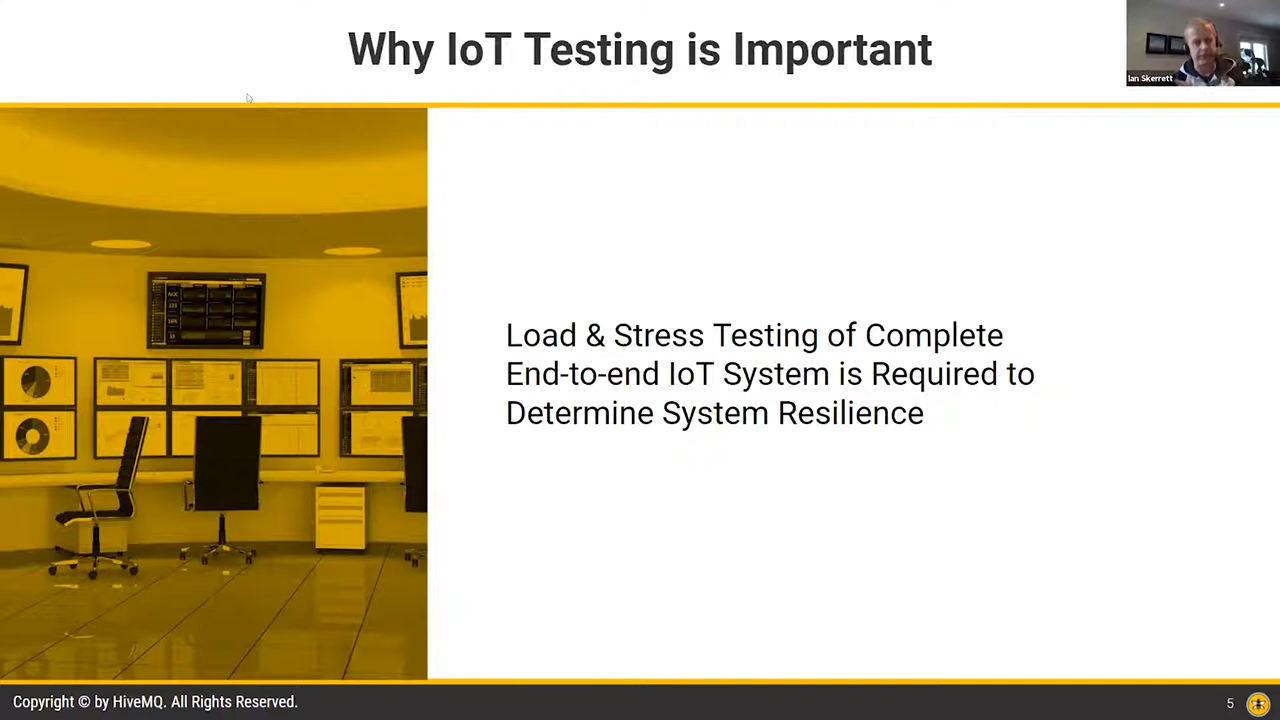 Why IoT Testing is Important
Ian Skerrett
Load & Stress Testing of Complete
End-to-end IoT System is Required to
Determine System Resilience
Copyright © by HiveMQ. All Rights Reserved.
5